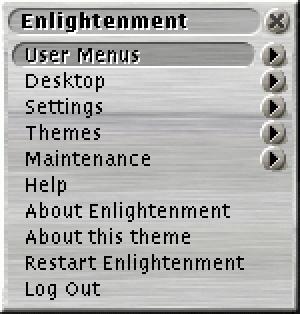 Enlightenment
User Menus
Desktop
Settings
Themes
Maintenance
Help
About Enlightenment
About this theme
Restart Enlightenment
Log Out